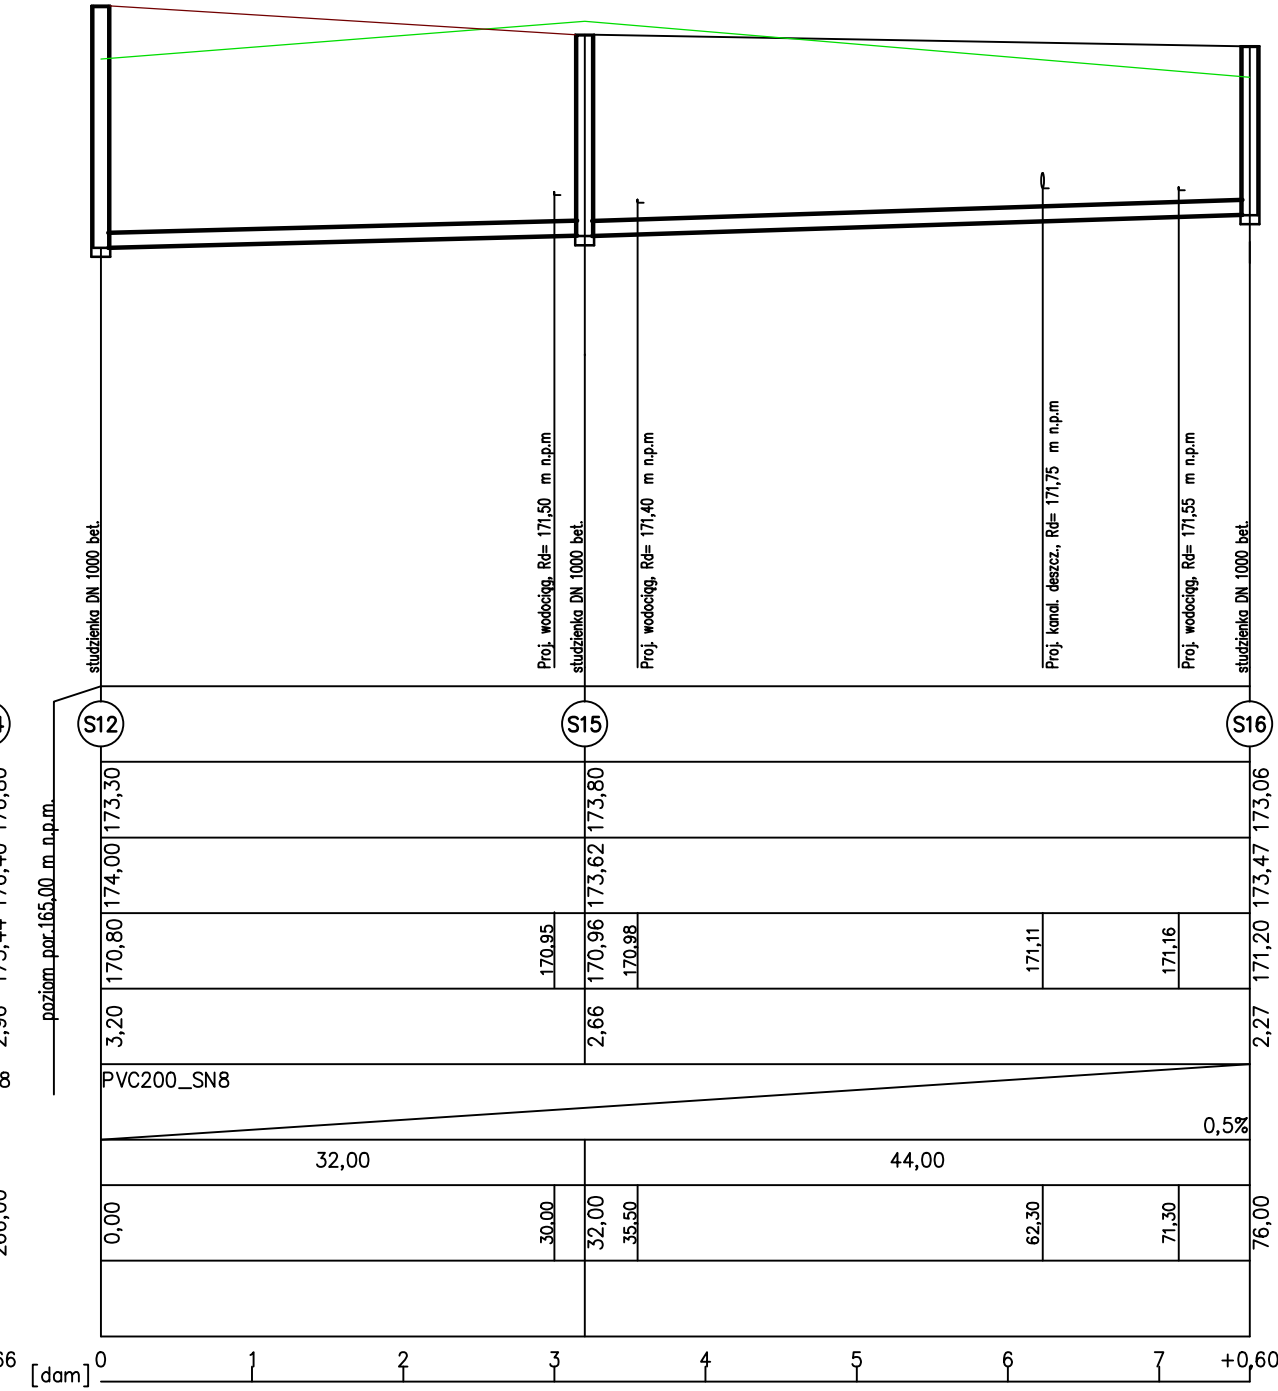 studzienka DN 1000 bet.
Proj. wodociąg, Rd= 171,50 m n.p.m
studzienka DN 1000 bet.
Proj. wodociąg, Rd= 171,40 m n.p.m
Proj. kanal. deszcz., Rd= 171,75 m n.p.m
Proj. wodociąg, Rd= 171,55 m n.p.m
studzienka DN 1000 bet.
poziom por.165,00 m n.p.m.
S12 S15 S16
173,30 173,80 173,06
174,00 173,62 173,47
170,80 170,95 170,96 170,98 171,11 171,16 171,20
3,20 2,66 2,27
PVC200_SN8
0,5%
32,00 44,00
0,00 30,00 32,00 35,50 62,30 71,30 76,00
[dam] 0 1 2 3 4 5 6 7 +0,60